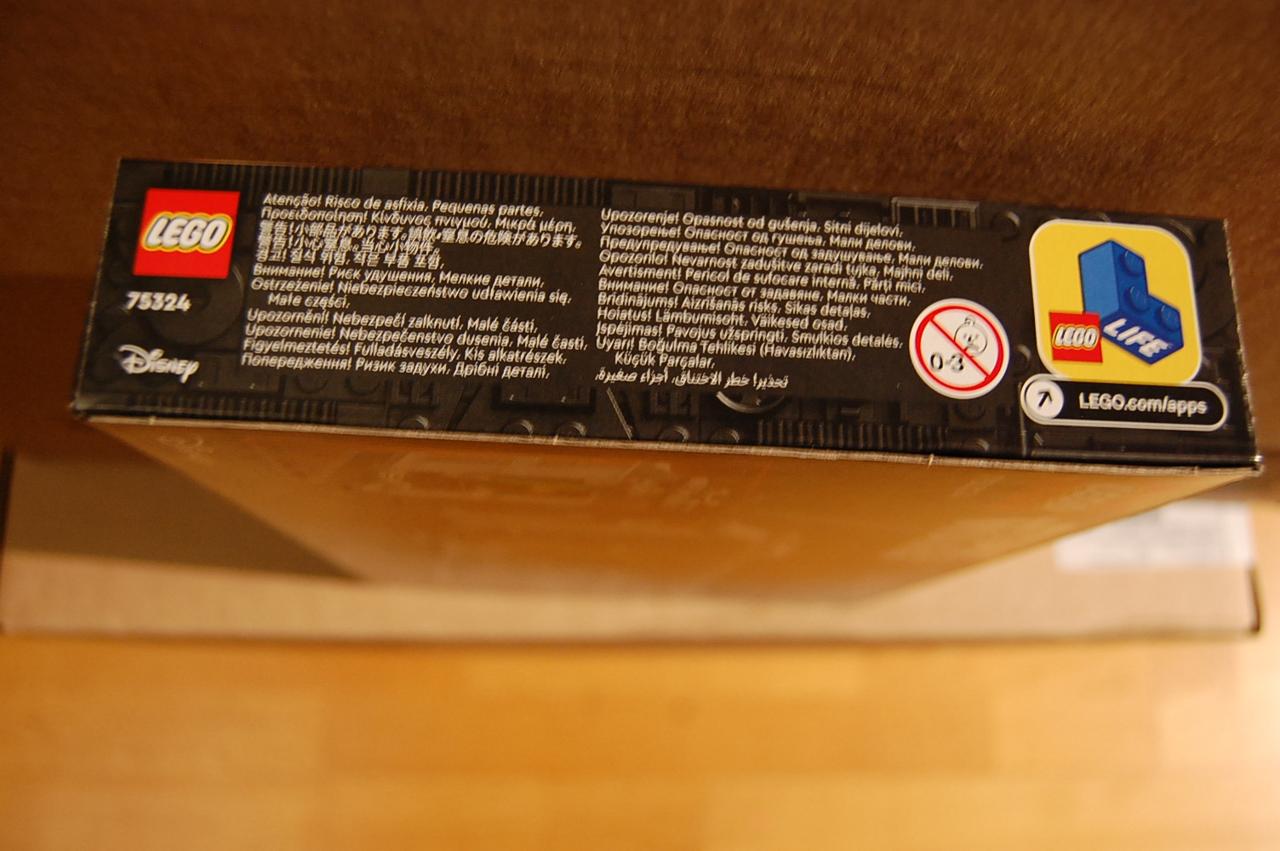 LEGO
75324
Disney
Atenção! Risco de asfixia, Pequenas partes,
Προειδοποίηση! Κίνδυνος πνιγμού, Μικρά μέρη,
警告!小部品があります。誤飲・窒息の危険があります。
警告!小心窒息。当心小物件。
경고! 질식 위험, 작은 부품 포함
Внимание! Риск удушения, Мелкие детали,
Ostrzeżenie! Niebezpieczeństwo udławienia się,
Małe części.
Upozornění! Nebezpečí zalknutí, Malé části,
Upozornenie! Nebezpečenstvo dusenia, Malé časti,
Figyelmeztetés! Fulladásveszély, Kis alkatrészek,
Попередження! Ризик задухи, Дрібні деталі,
Upozorenje! Opasnost od gušenja, Sitni dijelovi,
Упозорење! Опасност од гушења, Мали делови,
Предупредување! Опасност од задушување, Мали делови,
Opozorilo! Nevarnost zadušitve zaradi tujka, Majhni deli.
Avertisment! Pericol de sufocare internă, Părți mici.
Внимание! Опасност от задавяне, Малки части.
Brīdinājums! Aizrīšanās risks, Sīkas detaļas,
Hoiatus! Lämbumisoht, Väikesed osad,
Įspėjimas! Pavojus užspringti, Smulkios detalės,
Uyarı! Boğulma Tehlikesi (Havasızlıktan),
Küçük Parçalar,
تحذير! خطر الاختناق، أجزاء صغيرة،
0-3
LEGO
LIFE
LEGO.com/apps